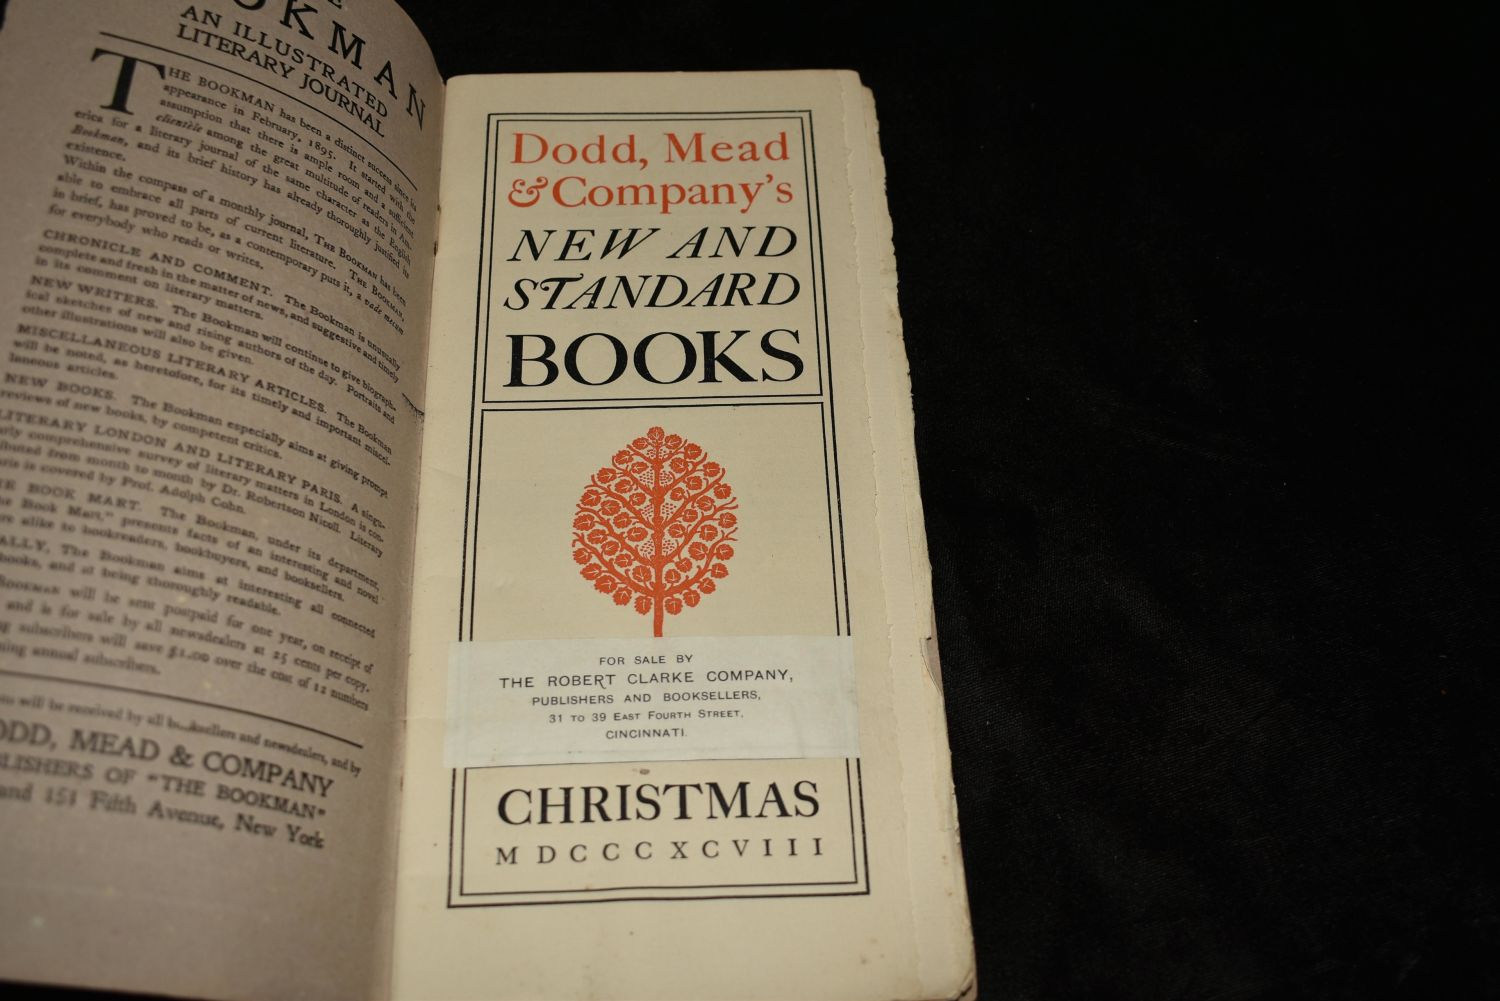 BOOKMAN
AN ILLUSTRATED
LITERARY JOURNAL
THE BOOKMAN has been a distinct success since its
appearance in February, 1895. It started with the
assumption that there is ample room and a sufficient
clientèle among the great multitude of readers in Am-
erica for a literary journal of the same character as the English
Bookman, and its brief history has already thoroughly justified its
existence.
Within the compass of a monthly journal, THE BOOKMAN has been
able to embrace all parts of current literature. THE BOOKMAN,
in brief, has proved to be, as a contemporary puts it, a vade mecum
for everybody who reads or writes.
CHRONICLE AND COMMENT. The Bookman is unusually
complete and fresh in the matter of news, and suggestive and timely
in its comment on literary matters.
NEW WRITERS. The Bookman will continue to give biograph-
ical sketches of new and rising authors of the day. Portraits and
other illustrations will also be given.
MISCELLANEOUS LITERARY ARTICLES. The Bookman
will be noted, as heretofore, for its timely and important miscel-
laneous articles.
NEW BOOKS. The Bookman especially aims at giving prompt
reviews of new books, by competent critics.
LITERARY LONDON AND LITERARY PARIS. A singu-
arly comprehensive survey of literary matters in London is con-
ributed from month to month by Dr. Robertson Nicoll. Literary
aris is covered by Prof. Adolph Cohn.
HE BOOK MART. The Bookman, under its department,
he Book Mart," presents facts of an interesting and novel
re alike to bookreaders, bookbuyers, and booksellers.
ALLY, The Bookman aims at interesting all connected
books, and at being thoroughly readable.
BOOKMAN will be sent postpaid for one year, on receipt of
and is for sale by all newsdealers at 25 cents per copy.
subscribers will save $1.00 over the cost of 12 numbers
annual subscribers.
will be received by all booksellers and newsdealers, and by
DODD, MEAD & COMPANY
PUBLISHERS OF "THE BOOKMAN"
and 151 Fifth Avenue, New York
Dodd, Mead
& Company's
NEW AND
STANDARD
BOOKS
FOR SALE BY
THE ROBERT CLARKE COMPANY,
PUBLISHERS AND BOOKSELLERS,
31 TO 39 EAST FOURTH STREET,
CINCINNATI.
CHRISTMAS
MDCCCXCVIII